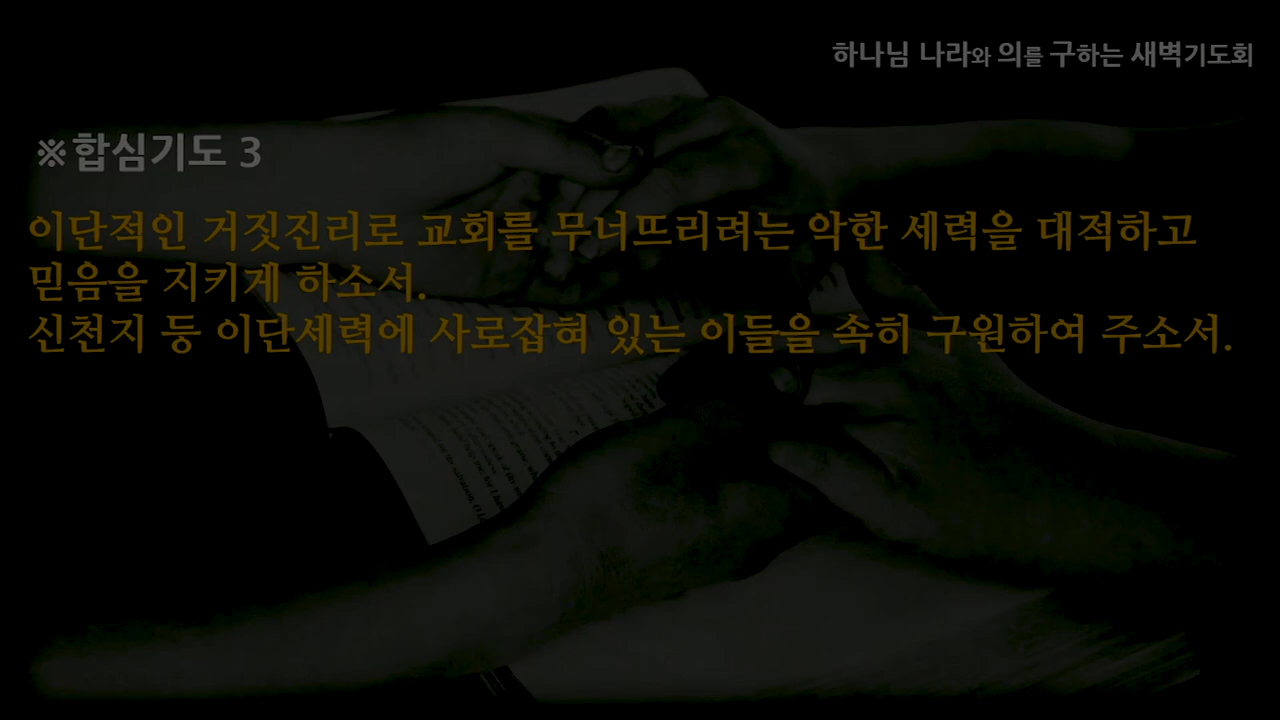 하나님 나라와 의를 구하는 새벽기도회
※합심기도 3
이단적인 거짓진리로 교회를 무너뜨리려는 악한 세력을 대적하고
믿음을 지키게 하소서.
신천지 등 이단세력에 사로잡혀 있는 이들을 속히 구원하여 주소서.